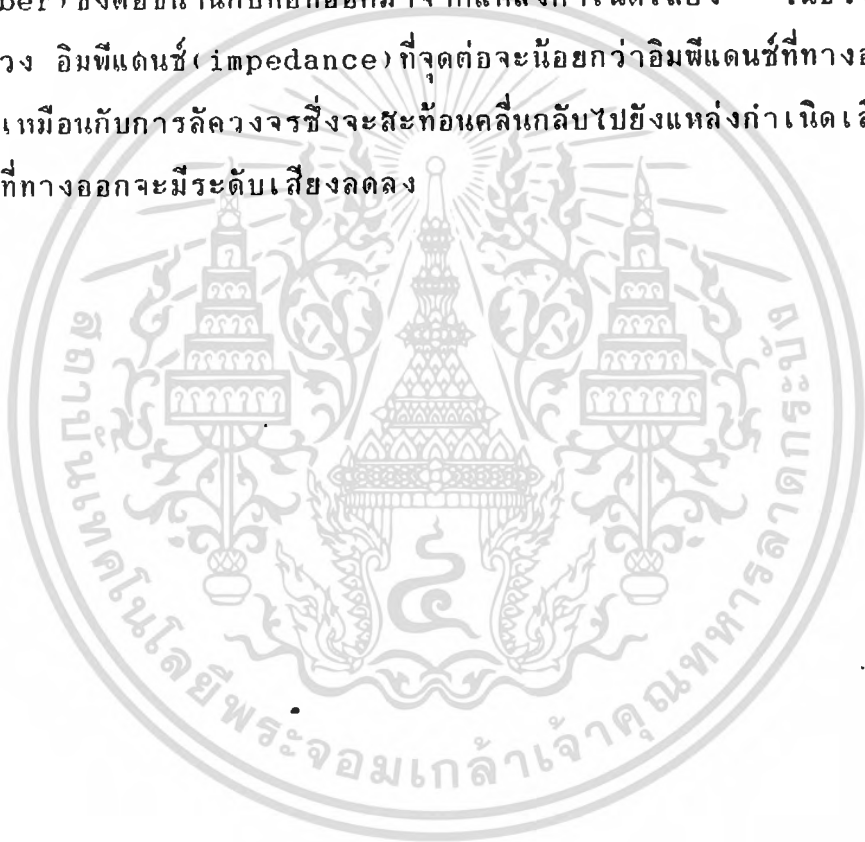 วง อิมพีแดนซ์(impedance)ที่จุดต่อจะน้อยกว่าอิมพีแดนซ์ที่ทาง
เหมือนกับการลัดวงจรซึ่งจะสะท้อนคลื่นกลับไปยังแหล่งกำเนิด
ที่ทางออกจะมีระดับเสียงลดลง
สถาบันเทคโนโลยีพระจอมเกล้าเจ้าคุณทหารลาดกระบัง